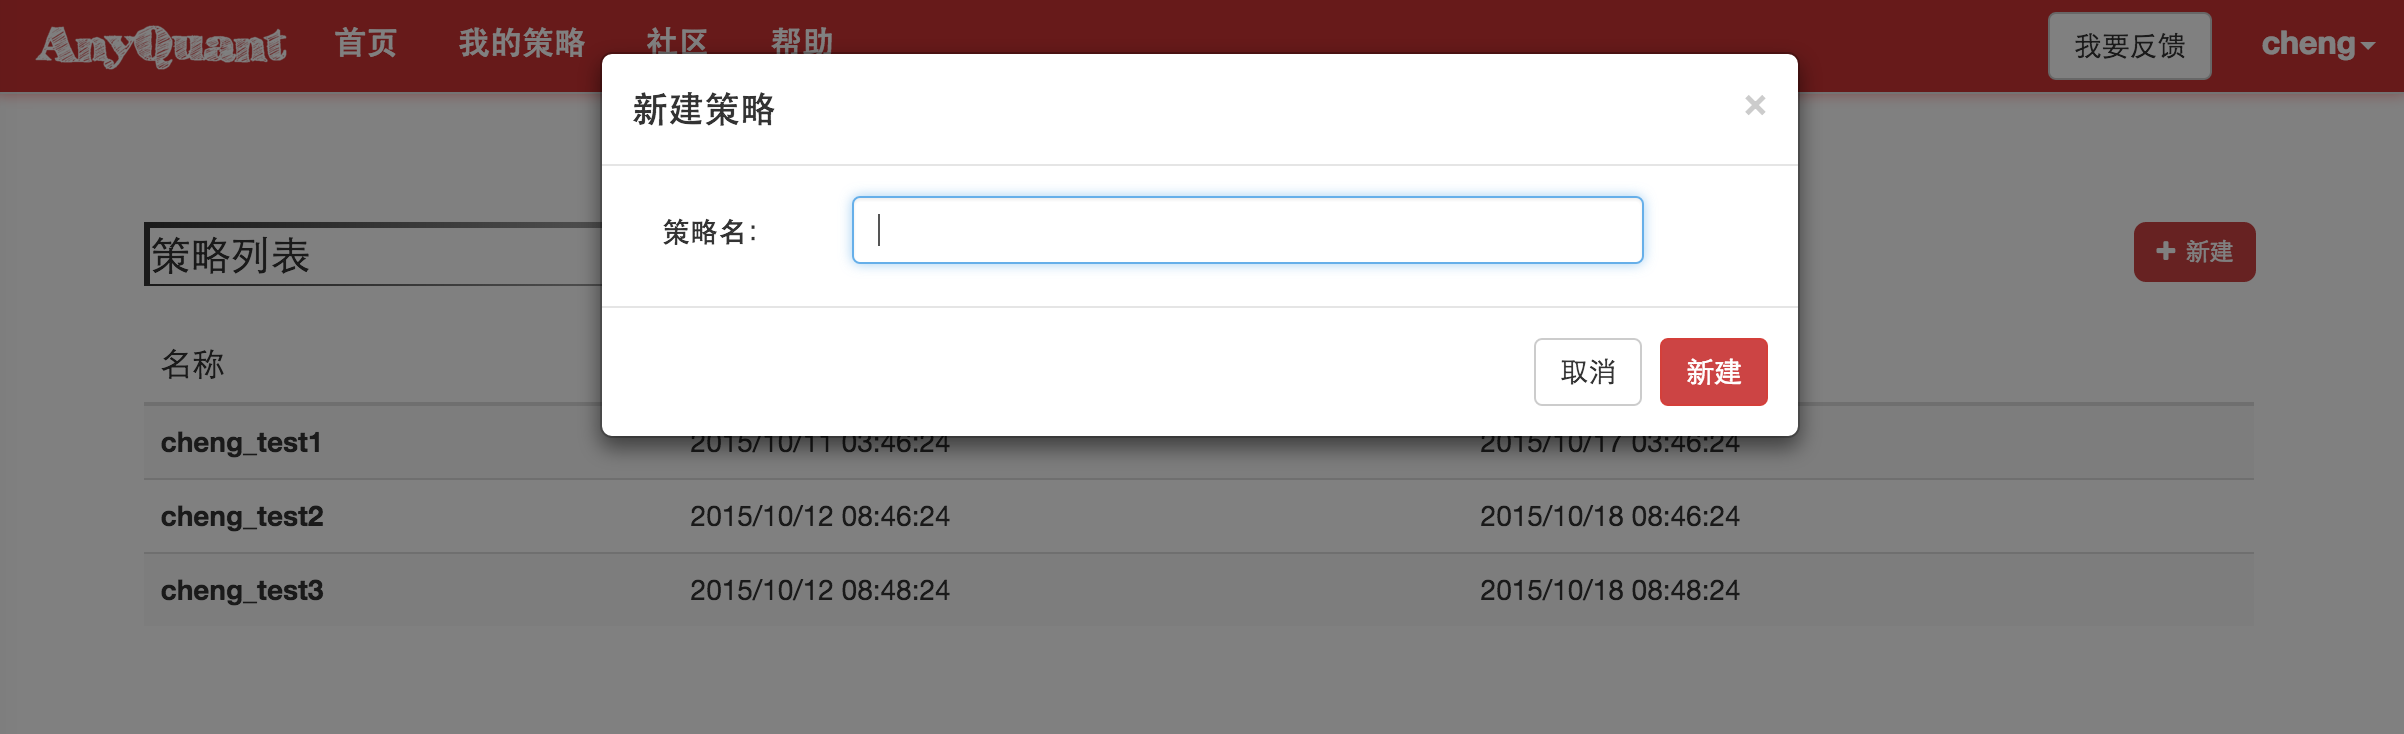 AnyQuant 首页 我的策略 社区 帮助 我要反馈 cheng
新建策略 ×
策略名：
取消 新建
策略列表 新建
名称
cheng_test1 2015/10/11 03:46:24 2015/10/17 03:46:24
cheng_test2 2015/10/12 08:46:24 2015/10/18 08:46:24
cheng_test3 2015/10/12 08:48:24 2015/10/18 08:48:24